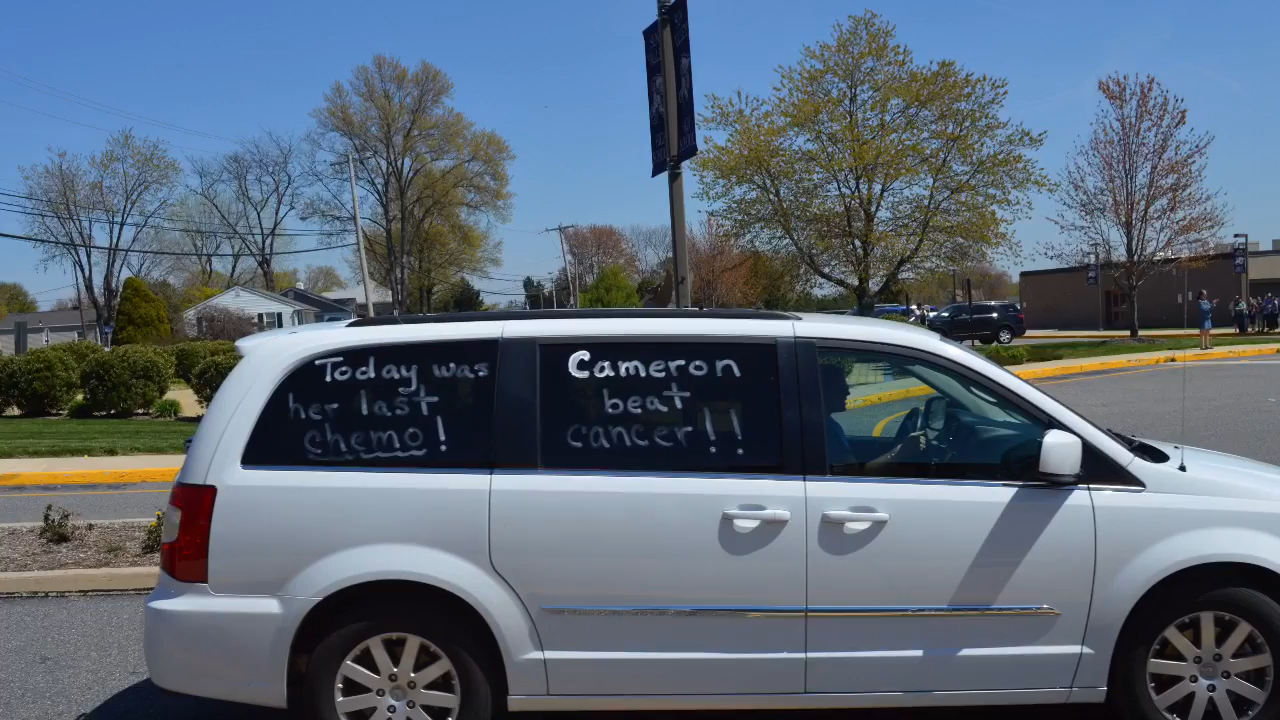 Today was
her last
chemo!
Cameron
beat
cancer!!